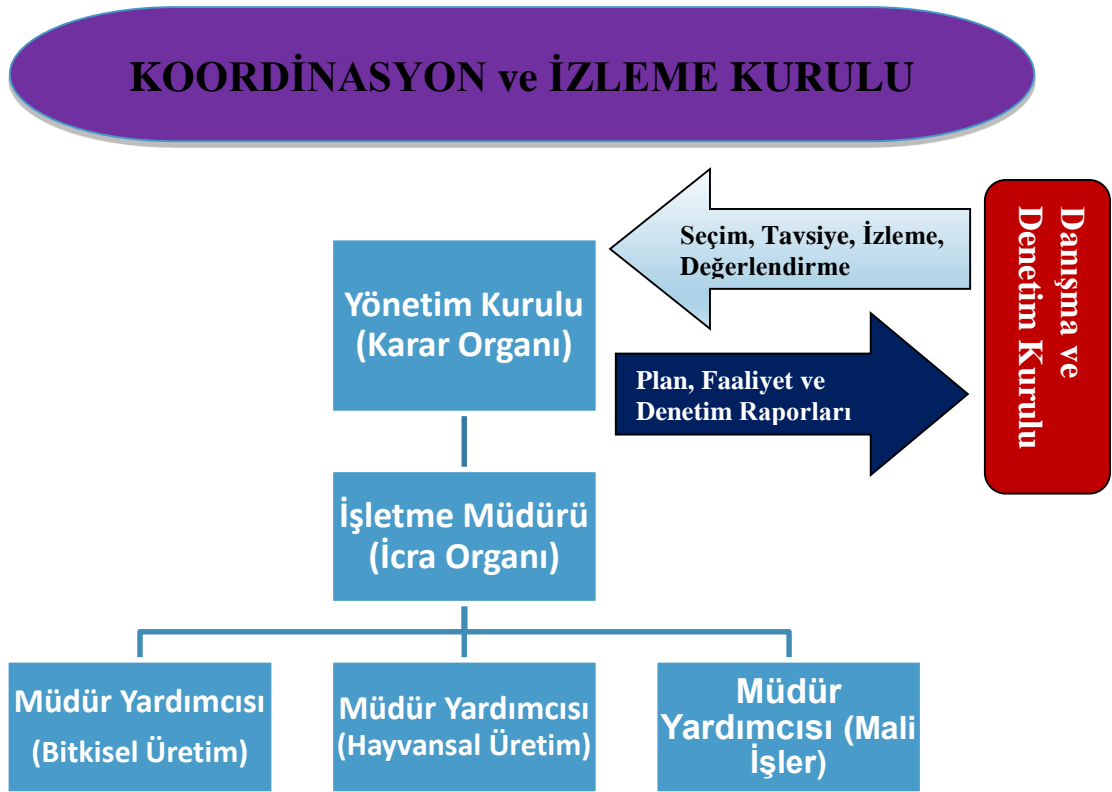 KOORDİNASYON ve İZLEME KURULU
Seçim, Tavsiye, İzleme,
Değerlendirme
Danışma ve
Denetim Kurulu
Yönetim Kurulu
(Karar Organı)
Plan, Faaliyet ve
Denetim Raporları
İşletme Müdürü
(İcra Organı)
Müdür Yardımcısı
(Bitkisel Üretim)
Müdür Yardımcısı
(Hayvansal Üretim)
Müdür
Yardımcısı (Mali
İşler)